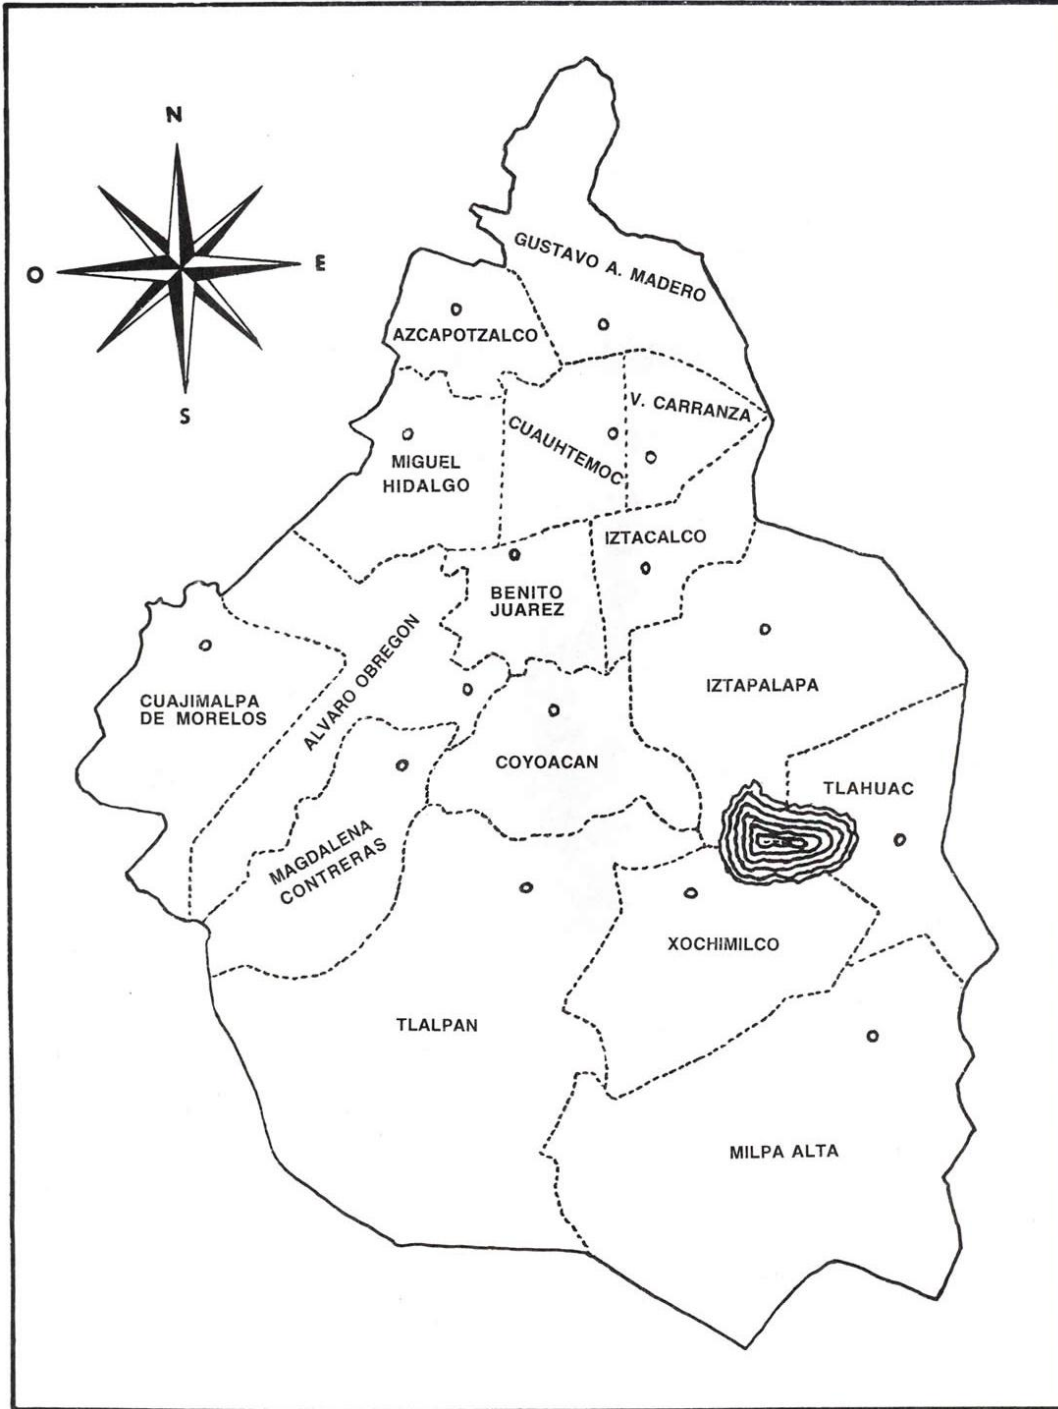 N
O
E
S
GUSTAVO A. MADERO
AZCAPOTZALCO
V. CARRANZA
CUAUHTEMOC
MIGUEL
HIDALGO
IZTACALCO
BENITO
JUAREZ
ALVARO OBREGON
IZTAPALAPA
CUAJIMALPA
DE MORELOS
COYOACAN
TLAHUAC
MAGDALENA
CONTRERAS
XOCHIMILCO
TLALPAN
MILPA ALTA